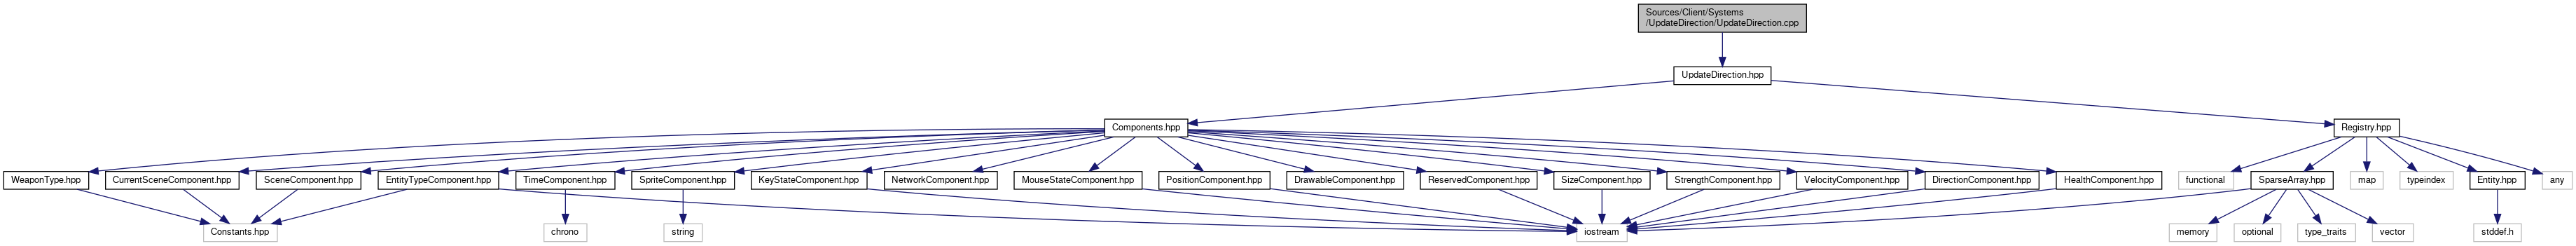 Sources/Client/Systems
/UpdateDirection/UpdateDirection.cpp
UpdateDirection.hpp
Components.hpp
Registry.hpp
WeaponType.hpp
CurrentSceneComponent.hpp
SceneComponent.hpp
EntityTypeComponent.hpp
TimeComponent.hpp
SpriteComponent.hpp
KeyStateComponent.hpp
NetworkComponent.hpp
MouseStateComponent.hpp
PositionComponent.hpp
DrawableComponent.hpp
ReservedComponent.hpp
SizeComponent.hpp
StrengthComponent.hpp
VelocityComponent.hpp
DirectionComponent.hpp
HealthComponent.hpp
functional
SparseArray.hpp
map
typeindex
Entity.hpp
any
Constants.hpp
chrono
string
iostream
memory
optional
type_traits
vector
stddef.h